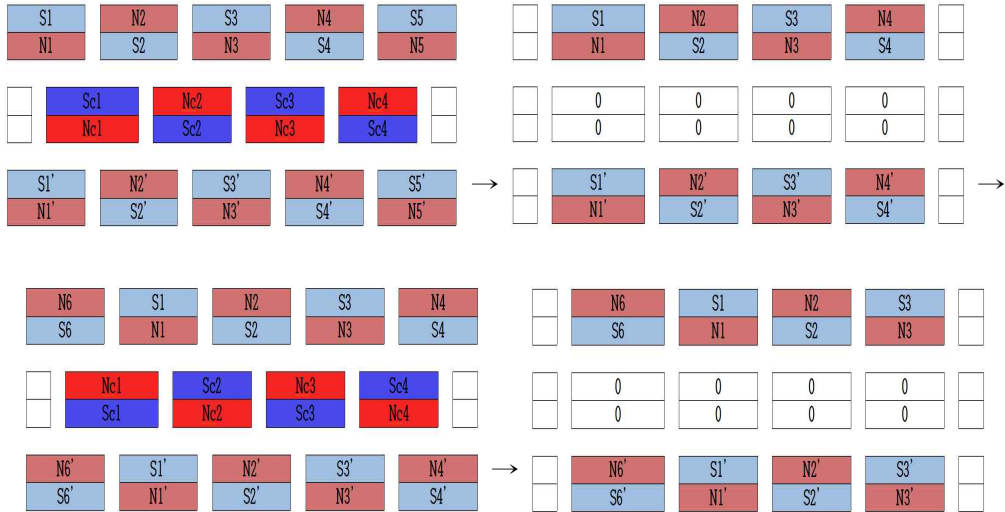 S1 N2 S3 N4 S5
N1 S2 N3 S4 N5
Sc1 Nc2 Sc3 Nc4
Nc1 Sc2 Nc3 Sc4
S1' N2' S3' N4' S5'
N1' S2' N3' S4' N5'
S1 N2 S3 N4
N1 S2 N3 S4
0 0 0 0
0 0 0 0
S1' N2' S3' N4'
N1' S2' N3' S4'
N6 S1 N2 S3 N4
S6 N1 S2 N3 S4
Nc1 Sc2 Nc3 Sc4
Sc1 Nc2 Sc3 Nc4
N6' S1' N2' S3' N4'
S6' N1' S2' N3' S4'
N6 S1 N2 S3
S6 N1 S2 N3
0 0 0 0
0 0 0 0
N6' S1' N2' S3'
S6' N1' S2' N3'